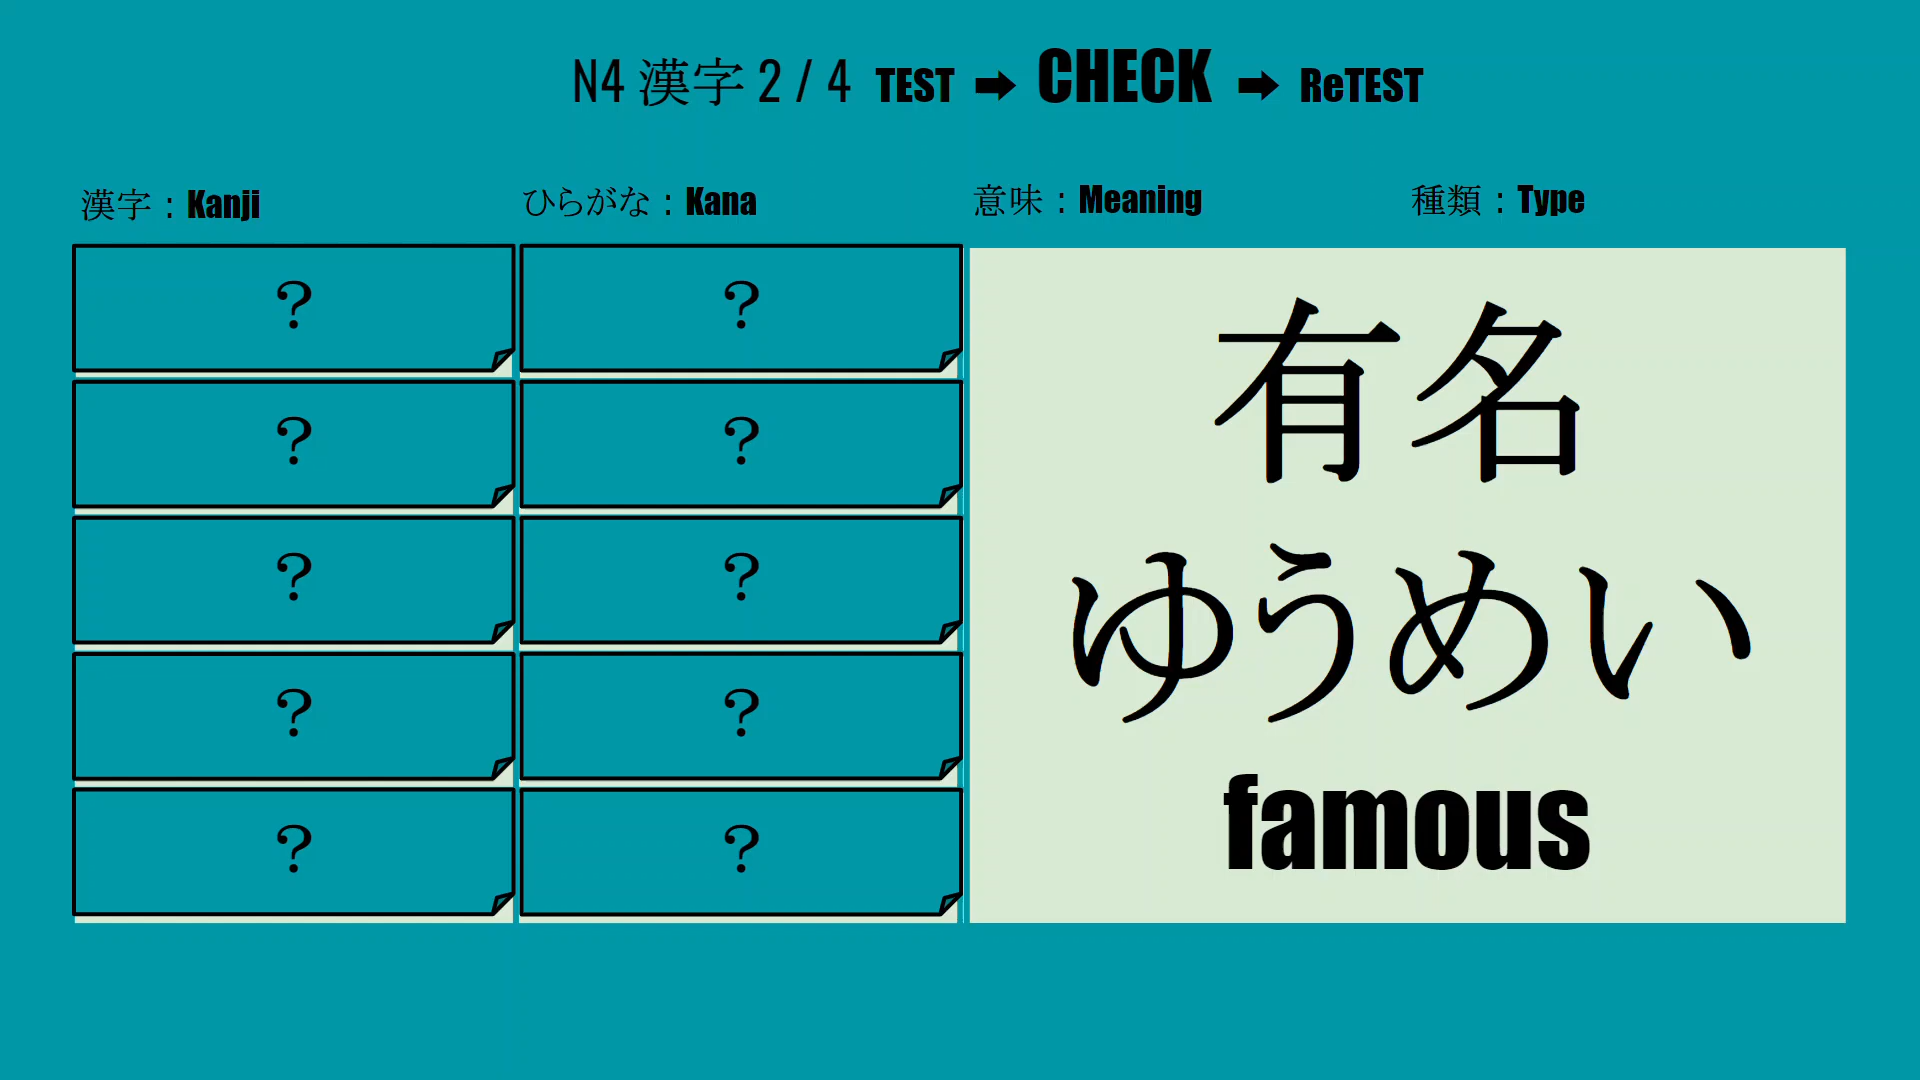 N4 漢字 2 / 4 TEST ➡ CHECK ➡ ReTEST
漢字：Kanji ひらがな：Kana 意味：Meaning 種類：Type
? ?
? ?
? ?
? ?
? ?
有名
ゆうめい
famous